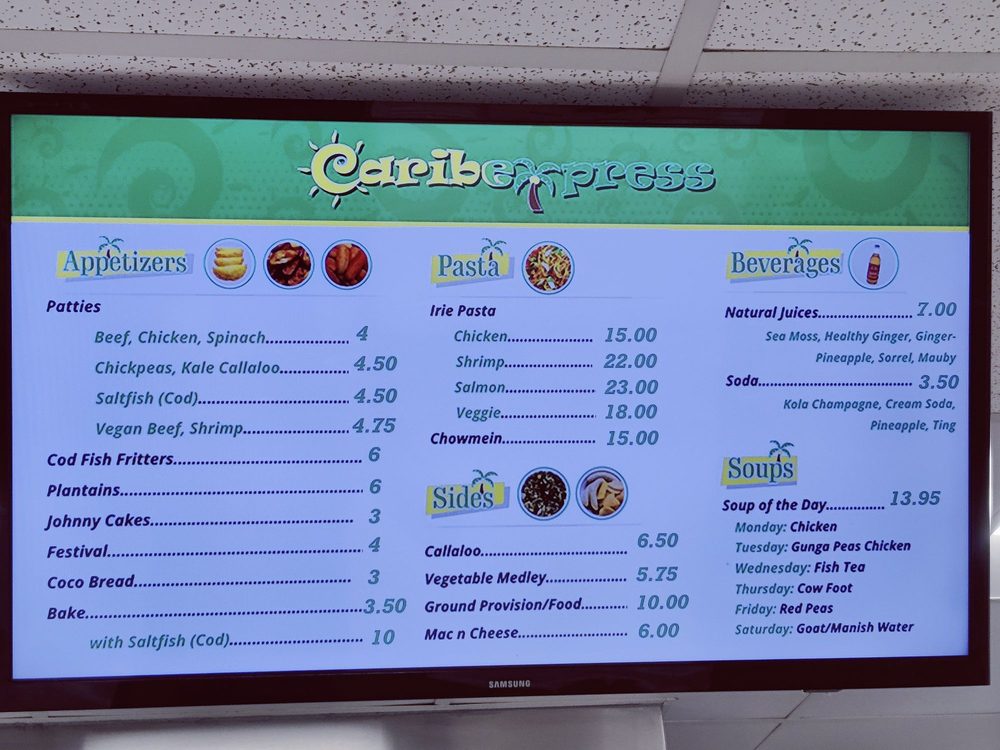 Caribexpress
Appetizers
Patties
Beef, Chicken, Spinach..................... 4
Chickpeas, Kale Callaloo................. 4.50
Saltfish (Cod)..................................... 4.50
Vegan Beef, Shrimp.......................... 4.75
Cod Fish Fritters............................................. 6
Plantains........................................................... 6
Johnny Cakes................................................. 3
Festival.............................................................. 4
Coco Bread.................................................... 3
Bake.................................................................. 3.50
with Saltfish (Cod)................................. 10
Pasta
Irie Pasta
Chicken..................... 15.00
Shrimp...................... 22.00
Salmon...................... 23.00
Veggie....................... 18.00
Chowmein....................... 15.00
Sides
Callaloo.................................... 6.50
Vegetable Medley.................... 5.75
Ground Provision/Food........... 10.00
Mac n Cheese........................... 6.00
Beverages
Natural Juices....................... 7.00
Sea Moss, Healthy Ginger, Ginger-
Pineapple, Sorrel, Mauby
Soda...................................... 3.50
Kola Champagne, Cream Soda,
Pineapple, Ting
Soups
Soup of the Day.............. 13.95
Monday: Chicken
Tuesday: Gunga Peas Chicken
Wednesday: Fish Tea
Thursday: Cow Foot
Friday: Red Peas
Saturday: Goat/Manish Water
SAMSUNG